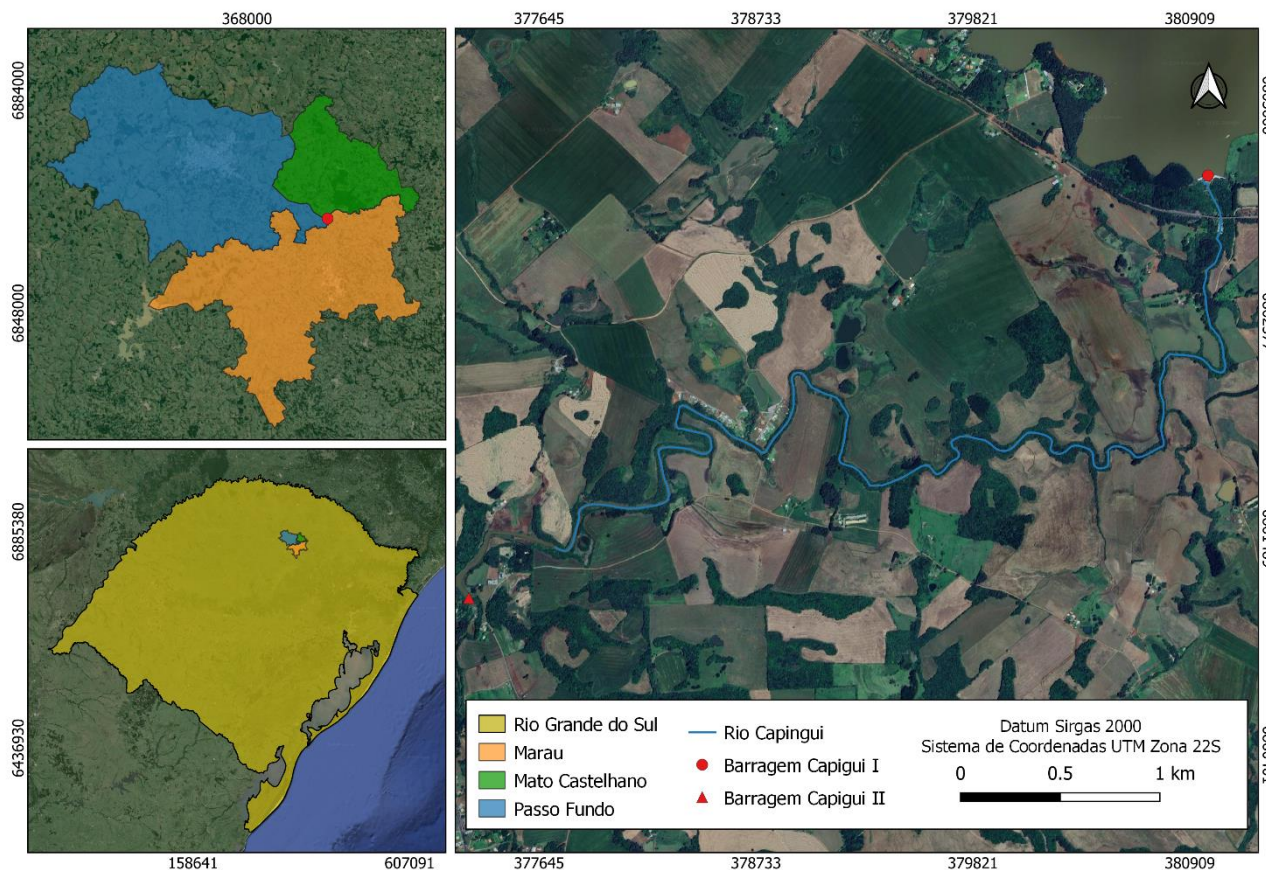 368000
6884000
6848000
377645
378733
379821
380909
6885380
6436930
158641
607091
Rio Grande do Sul
Marau
Mato Castelhano
Passo Fundo
Rio Capingui
Barragem Capigui I
Barragem Capigui II
Datum Sirgas 2000
Sistema de Coordenadas UTM Zona 22S
0
0.5
1 km
377645
378733
379821
380909